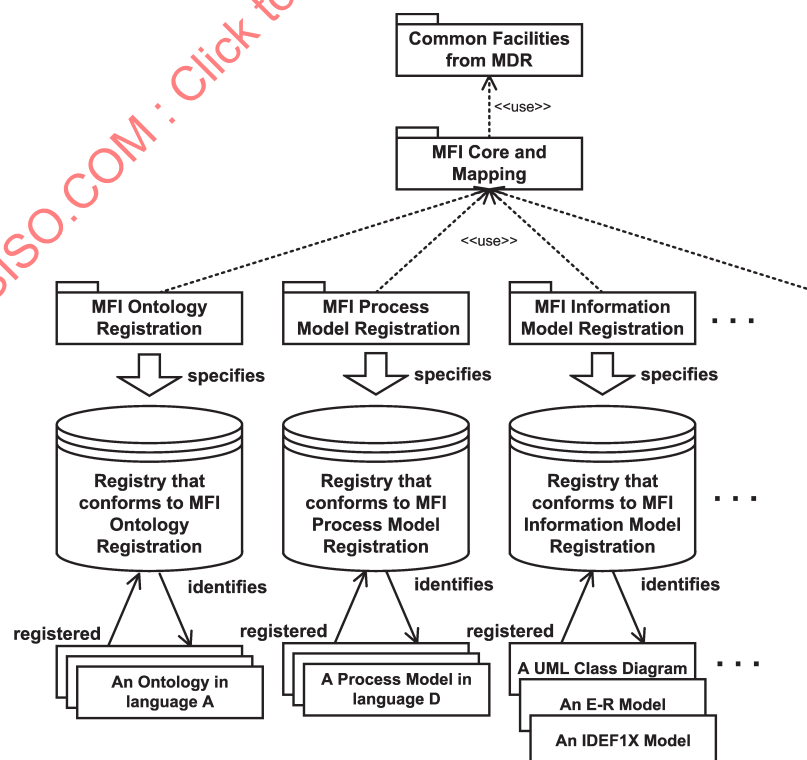 Common Facilities
from MDR
<<use>>
MFI Core and
Mapping
<<use>>
MFI Ontology
Registration
MFI Process
Model Registration
MFI Information
Model Registration
. . .
specifies
specifies
specifies
Registry that
conforms to MFI
Ontology
Registration
Registry that
conforms to MFI
Process Model
Registration
Registry that
conforms to MFI
Information Model
Registration
. . .
identifies
identifies
identifies
registered
registered
registered
An Ontology in
language A
A Process Model in
language D
A UML Class Diagram
An E-R Model
An IDEF1X Model
. . .
ISO.COM : Click to